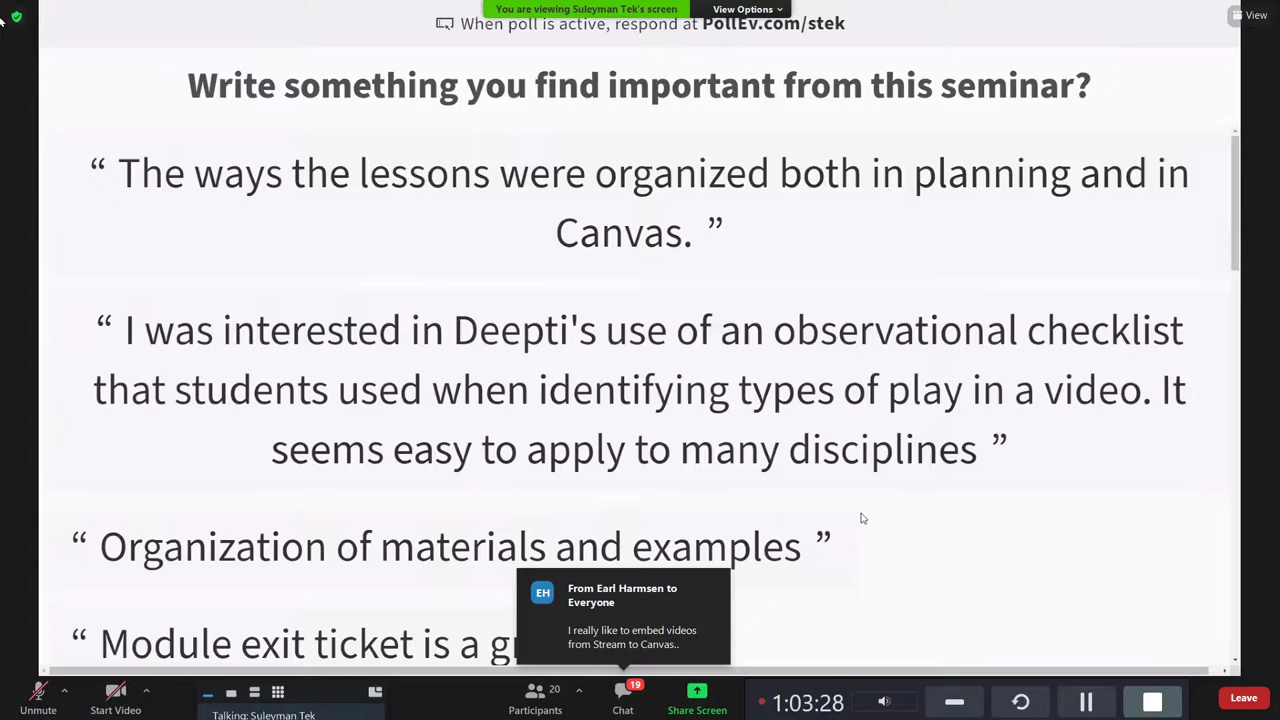 You are viewing Suleyman Tek's screen
View Options
View
When poll is active, respond at PollEv.com/stek
Write something you find important from this seminar?
“ The ways the lessons were organized both in planning and in
Canvas. ”
“ I was interested in Deepti's use of an observational checklist
that students used when identifying types of play in a video. It
seems easy to apply to many disciplines ”
“ Organization of materials and examples ”
“ Module exit ticket is a
EH
From Earl Harmsen to
Everyone
I really like to embed videos
from Stream to Canvas..
Unmute
Start Video
Talking: Suleyman Tek
20
Participants
19
Chat
Share Screen
1:03:28
Leave